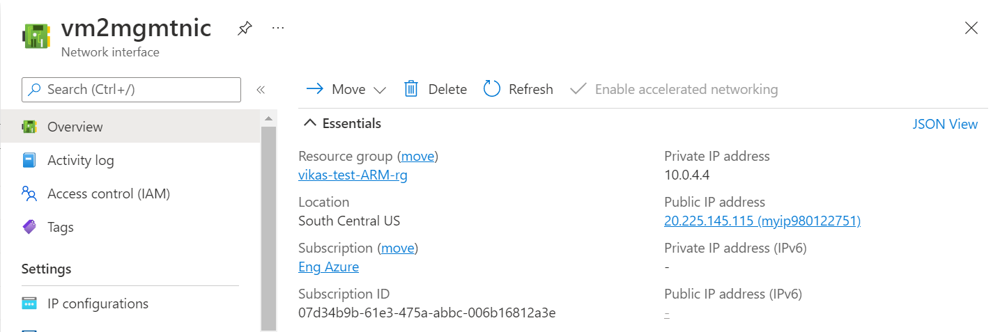 vm2mgmtnic
Network interface
Search (Ctrl+/)
Overview
Activity log
Access control (IAM)
Tags
Settings
IP configurations
Move
Delete
Refresh
Enable accelerated networking
Essentials
JSON View
Resource group (move)
vikas-test-ARM-rg
Location
South Central US
Subscription (move)
Eng Azure
Subscription ID
07d34b9b-61e3-475a-abbc-006b16812a3e
Private IP address
10.0.4.4
Public IP address
20.225.145.115 (myip980122751)
Private IP address (IPv6)
-
Public IP address (IPv6)
-